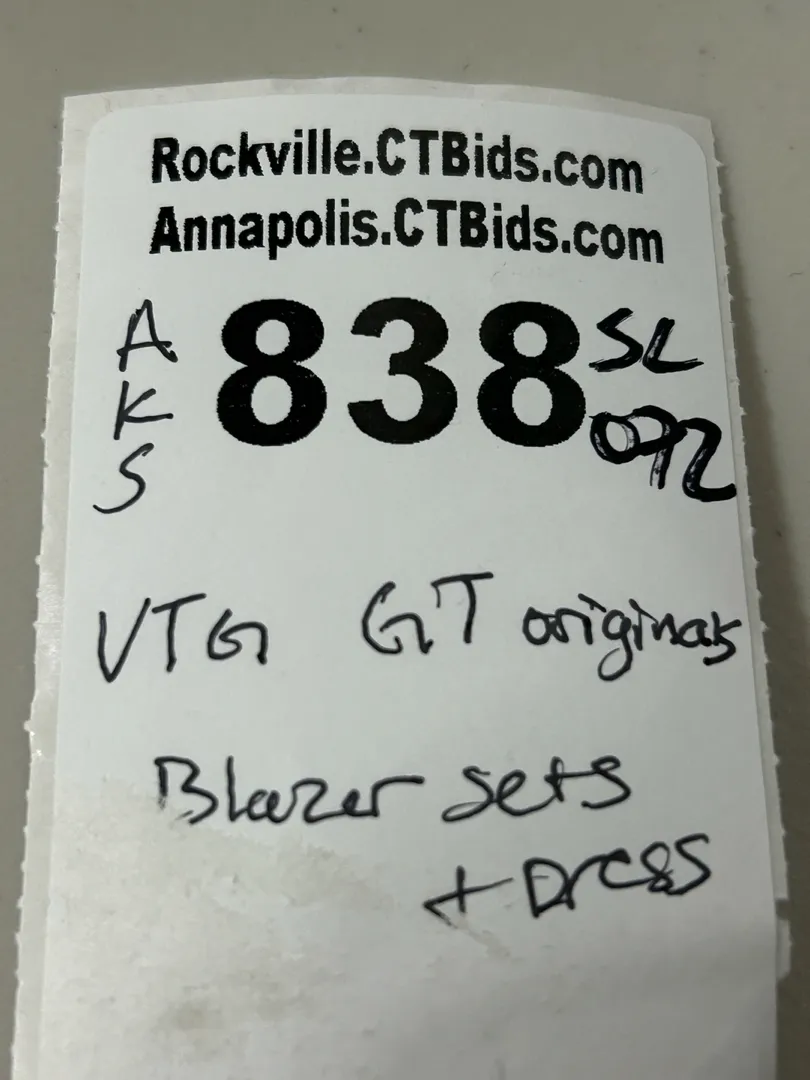 Rockville.CTBids.com
Annapolis.CTBids.com
A
K
S
838
SL
092
VTG GT originals
Blazer sets
+ Dress